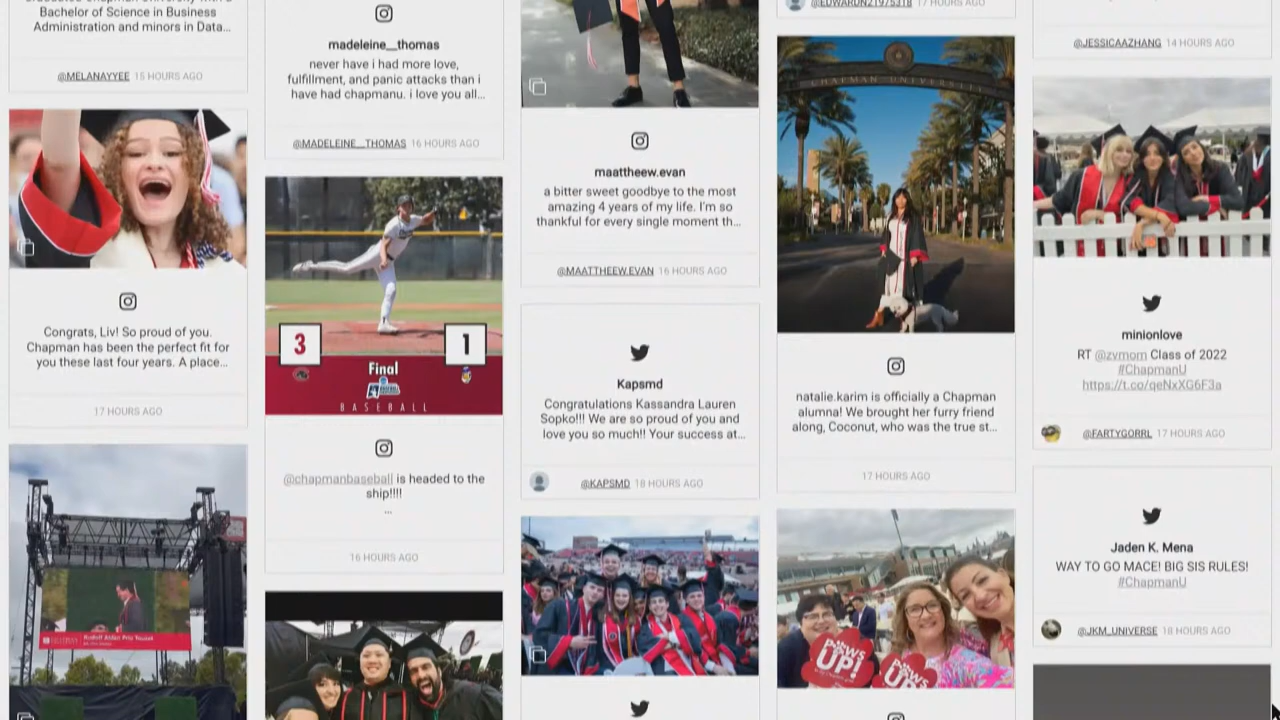 Bachelor of Science in Business
Administration and minors in Data...
@MELANAYYEE 15 HOURS AGO
Congrats, Liv! So proud of you.
Chapman has been the perfect fit for
you these last four years. A place...
17 HOURS AGO
madeleine__thomas
never have i had more love,
fulfillment, and panic attacks than i
have had chapmanu. i love you all...
@MADELEINE__THOMAS 16 HOURS AGO
3
1
Final
BASEBALL
@chapmanbaseball is headed to the
ship!!!!
...
16 HOURS AGO
maattheew.evan
a bitter sweet goodbye to the most
amazing 4 years of my life. I'm so
thankful for every single moment th...
@MAATTHEEW.EVAN 16 HOURS AGO
Kapsmd
Congratulations Kassandra Lauren
Sopko!!! We are so proud of you and
love you so much!! Your success at...
@KAPSMD 18 HOURS AGO
@EDWARDN21975318 17 HOURS AGO
CHAPMAN UNIVERSITY
natalie.karim is officially a Chapman
alumna! We brought her furry friend
along, Coconut, who was the true st...
17 HOURS AGO
PAWS
UP!
PAWS
UP!
@JESSICAAZHANG 14 HOURS AGO
minionlove
RT @zvmom Class of 2022
#ChapmanU
https://t.co/qeNxXG6F3a
@FARTYGORRL 17 HOURS AGO
Jaden K. Mena
WAY TO GO MACE! BIG SIS RULES!
#ChapmanU
@JKM_UNIVERSE 18 HOURS AGO